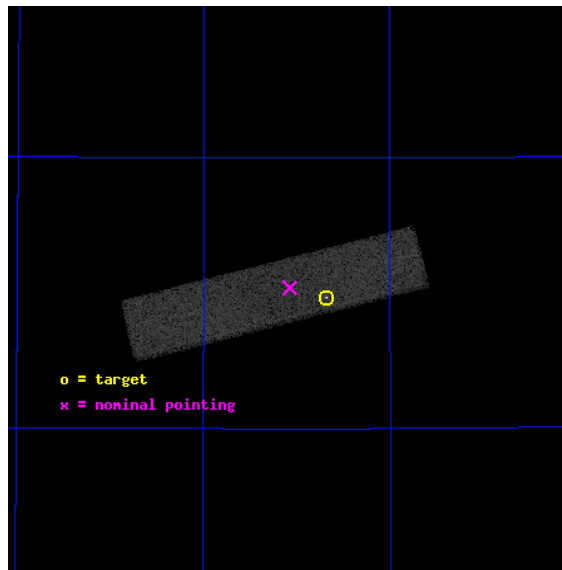 o = target
x = nominal pointing